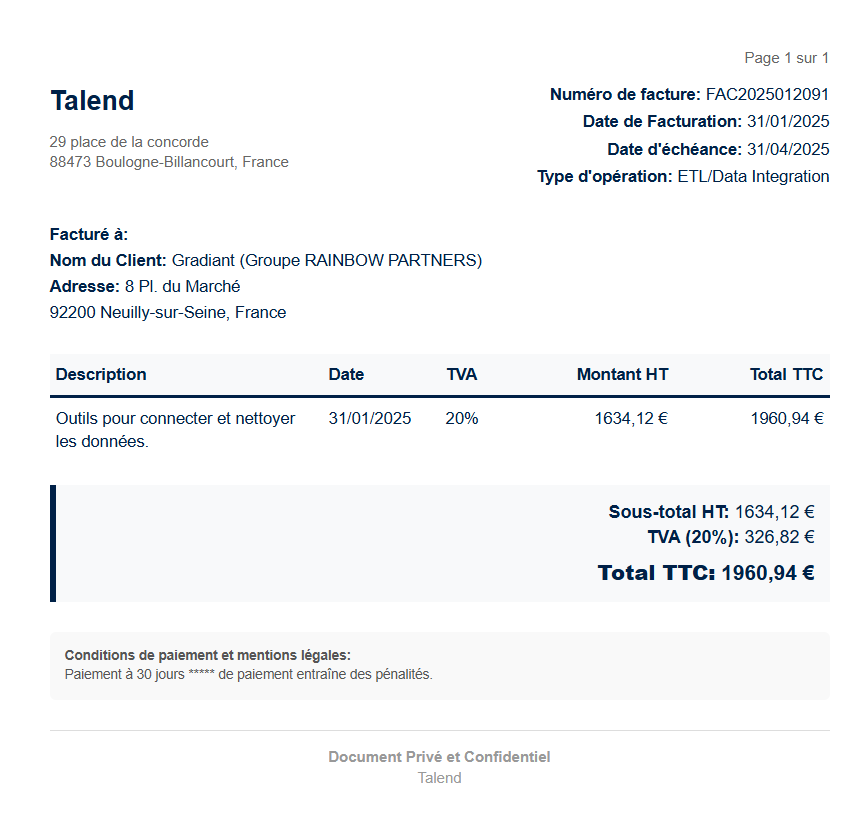 Page 1 sur 1
Talend
29 place de la concorde
88473 Boulogne-Billancourt, France
Numéro de facture: FAC2025012091
Date de Facturation: 31/01/2025
Date d'échéance: 31/04/2025
Type d'opération: ETL/Data Integration
Facturé à:
Nom du Client: Gradiant (Groupe RAINBOW PARTNERS)
Adresse: 8 Pl. du Marché
92200 Neuilly-sur-Seine, France
Description Date TVA Montant HT Total TTC
Outils pour connecter et nettoyer 31/01/2025 20% 1634,12 € 1960,94 €
les données.
Sous-total HT: 1634,12 €
TVA (20%): 326,82 €
Total TTC: 1960,94 €
Conditions de paiement et mentions légales:
Paiement à 30 jours ***** de paiement entraîne des pénalités.
Document Privé et Confidentiel
Talend